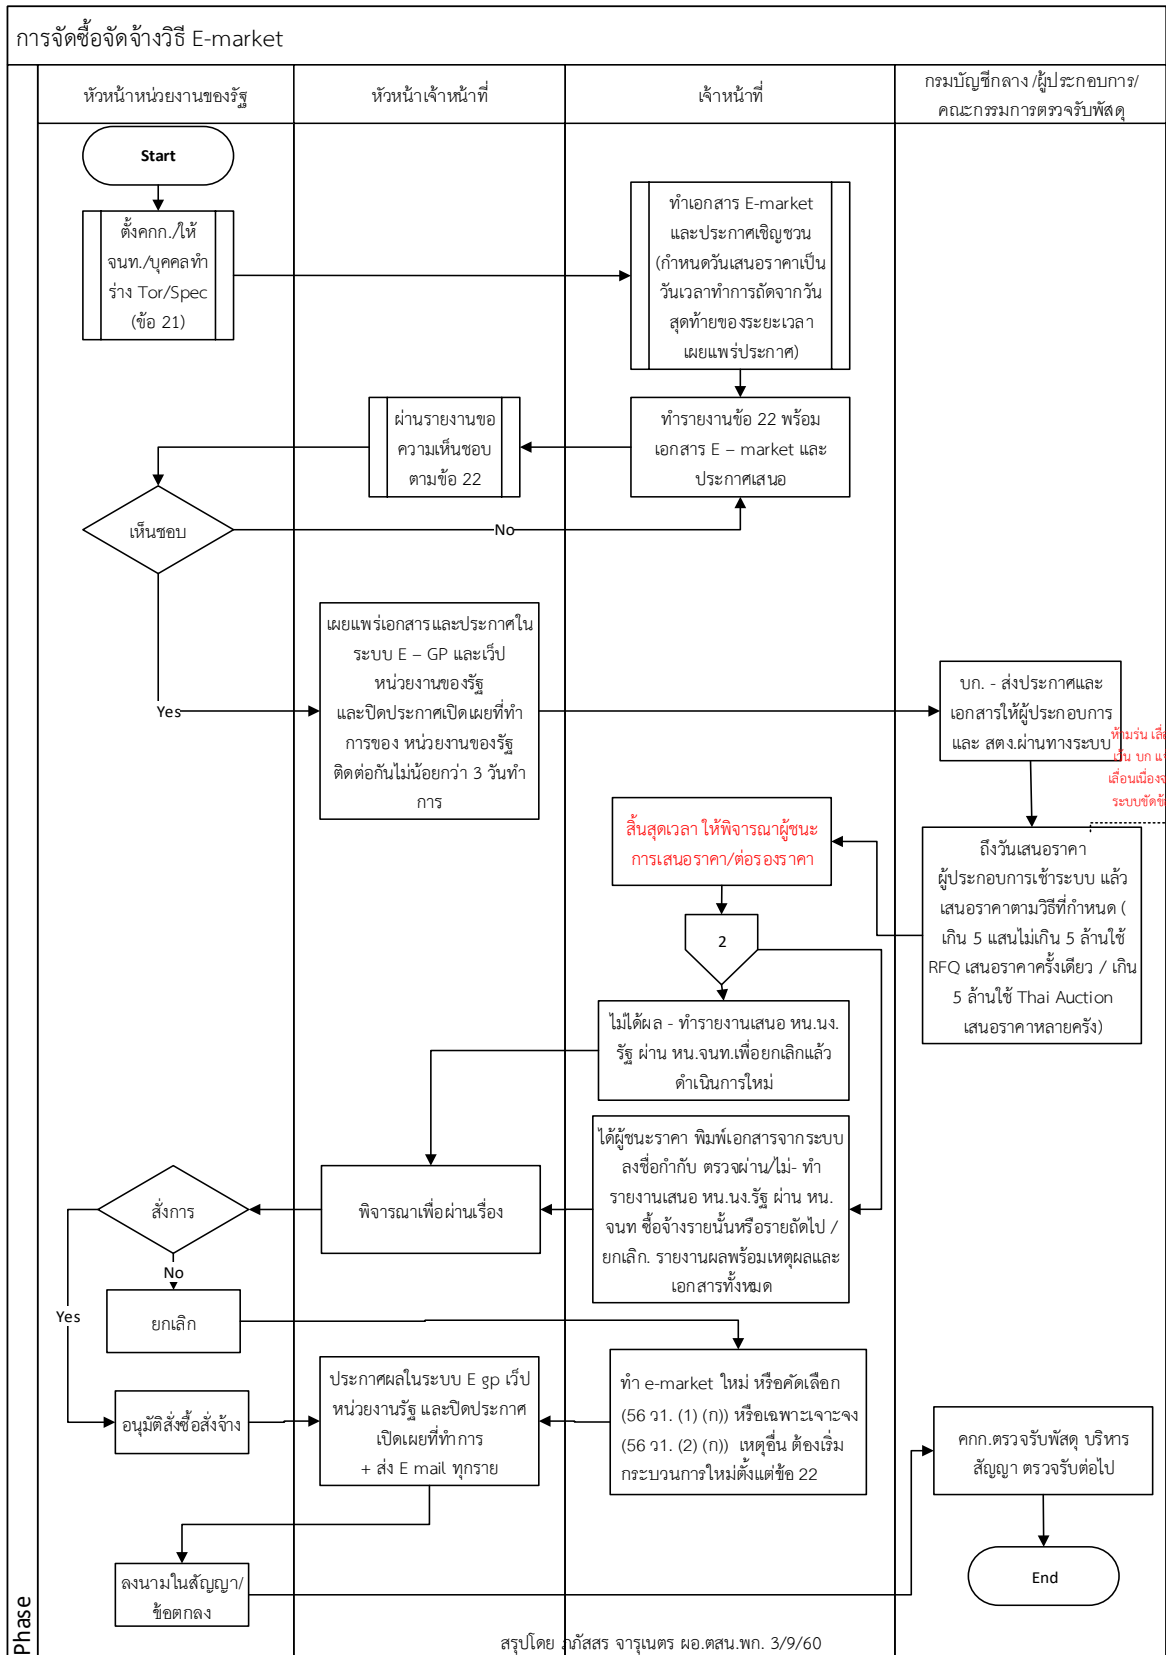 การจัดซื้อจัดจ้างวิธี E-market
หัวหน้าหน่วยงานของรัฐ
หัวหน้าเจ้าหน้าที่
เจ้าหน้าที่
กรมบัญชีกลาง /ผู้ประกอบการ/
คณะกรรมการตรวจรับพัสดุ
Start
ตั้งคกก./ให้
จนท./บุคคลทำ
ร่าง Tor/Spec
(ข้อ 21)
ทำเอกสาร E-market
และประกาศเชิญชวน
(กำหนดวันเสนอราคาเป็น
วันเวลาทำการถัดจากวัน
สุดท้ายของระยะเวลา
เผยแพร่ประกาศ)
ผ่านรายงานขอ
ความเห็นชอบ
ตามข้อ 22
ทำรายงานข้อ 22 พร้อม
เอกสาร E – market และ
ประกาศเสนอ
เห็นชอบ
No
Yes
เผยแพร่เอกสารและประกาศใน
ระบบ E – GP และเว็ป
หน่วยงานของรัฐ
และปิดประกาศเปิดเผยที่ทำ
การของ หน่วยงานของรัฐ
ติดต่อกันไม่น้อยกว่า 3 วันทำ
การ
บก. - ส่งประกาศและ
เอกสารให้ผู้ประกอบการ
และ สตง.ผ่านทางระบบ
ห้ามร่น
บก
ถึงวันเสนอราคา
ผู้ประกอบการเข้าระบบ แล้ว
เสนอราคาตามวิธีที่กำหนด (
เกิน 5 แสนไม่เกิน 5 ล้านใช้
RFQ เสนอราคาครั้งเดียว / เกิน
5 ล้านใช้ Thai Auction
เสนอราคาหลายครัง)
สิ้นสุดเวลา ให้พิจารณาผู้ชนะ
การเสนอราคา/ต่อรองราคา
2
ไม่ได้ผล - ทำรายงานเสนอ หน.นง.
รัฐ ผ่าน หน.จนท.เพื่อยกเลิกแล้ว
ดำเนินการใหม่
ได้ผู้ชนะราคา พิมพ์เอกสารจากระบบ
ลงชื่อกำกับ ตรวจผ่าน/ไม่- ทำ
รายงานเสนอ หน.นง.รัฐ ผ่าน หน.
จนท ซื้อจ้างรายนั้นหรือรายถัดไป /
ยกเลิก. รายงานผลพร้อมเหตุผลและ
เอกสารทั้งหมด
พิจารณาเพื่อผ่านเรื่อง
สั่งการ
No
Yes
ยกเลิก
ทำ e-market ใหม่ หรือคัดเลือก
(56 ว1. (1) (ก)) หรือเฉพาะเจาะจง
(56 ว1. (2) (ก)) เหตุอื่น ต้องเริ่ม
กระบวนการใหม่ตั้งแต่ข้อ 22
อนุมัติสั่งซื้อสั่งจ้าง
ประกาศผลในระบบ E gp เว็ป
หน่วยงานรัฐ และปิดประกาศ
เปิดเผยที่ทำการ
+ ส่ง E mail ทุกราย
คกก.ตรวจรับพัสดุ บริหาร
สัญญา ตรวจรับต่อไป
ลงนามในสัญญา/
ข้อตกลง
End
Phase
สรุปโดย ภภัสสร จารุเนตร ผอ.ตสน.พก. 3/9/60